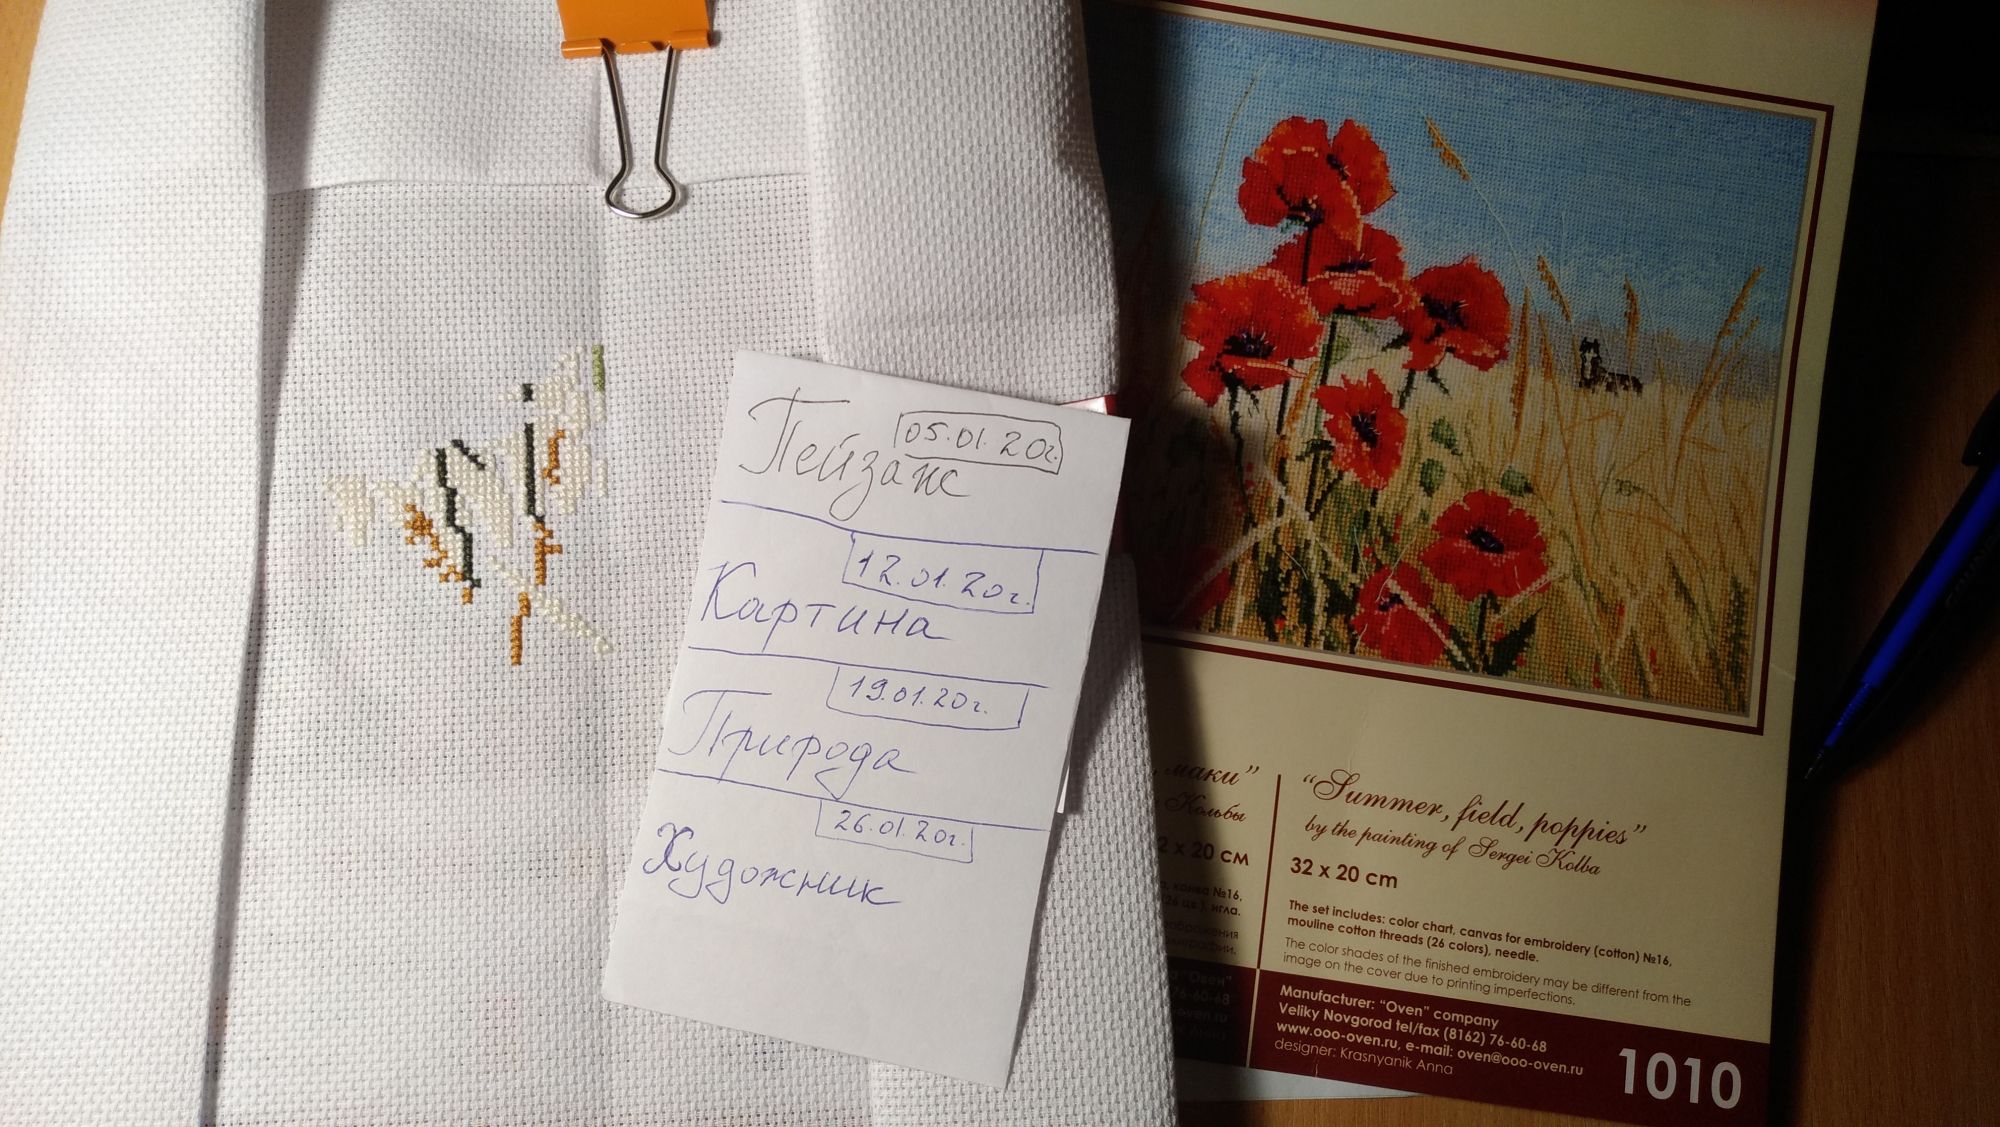 05.01.20г.
Пейзаж
12.01.20г.
Картина
19.01.20г.
Природа
26.01.20г.
Художник
, маки”
Кольбы
2 x 20 см
, канва №16,
игла.
“Summer, field, poppies”
by the painting of Sergei Kolba
32 x 20 cm
The set includes: color chart, canvas for embroidery (cotton) №16,
mouline cotton threads (26 colors), needle.
The color shades of the finished embroidery may be different from the
image on the cover due to printing imperfections.
Manufacturer: “Oven” company
Veliky Novgorod tel/fax (8162) 76-60-68
www.ooo-oven.ru, e-mail: oven@ooo-oven.ru
designer: Krasnyanik Anna
1010